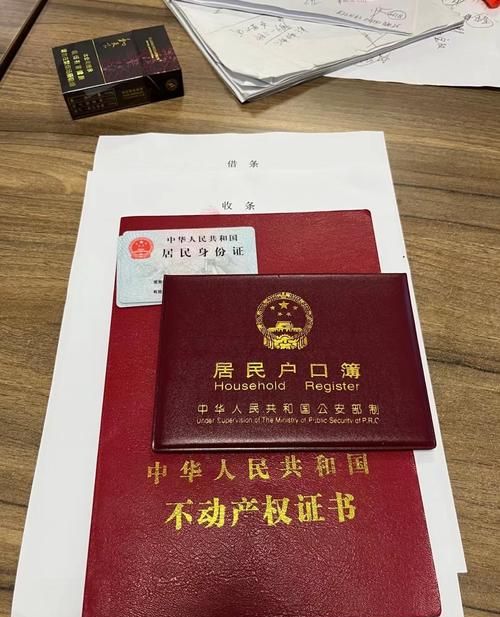 借条
收条
中华人民共和国
居民身份证
居民户口簿
Household Register
中华人民共和国公安部制
Under Supervision of The Ministry of Public Security of P.R.C
中华人民共和国
不动产权证书